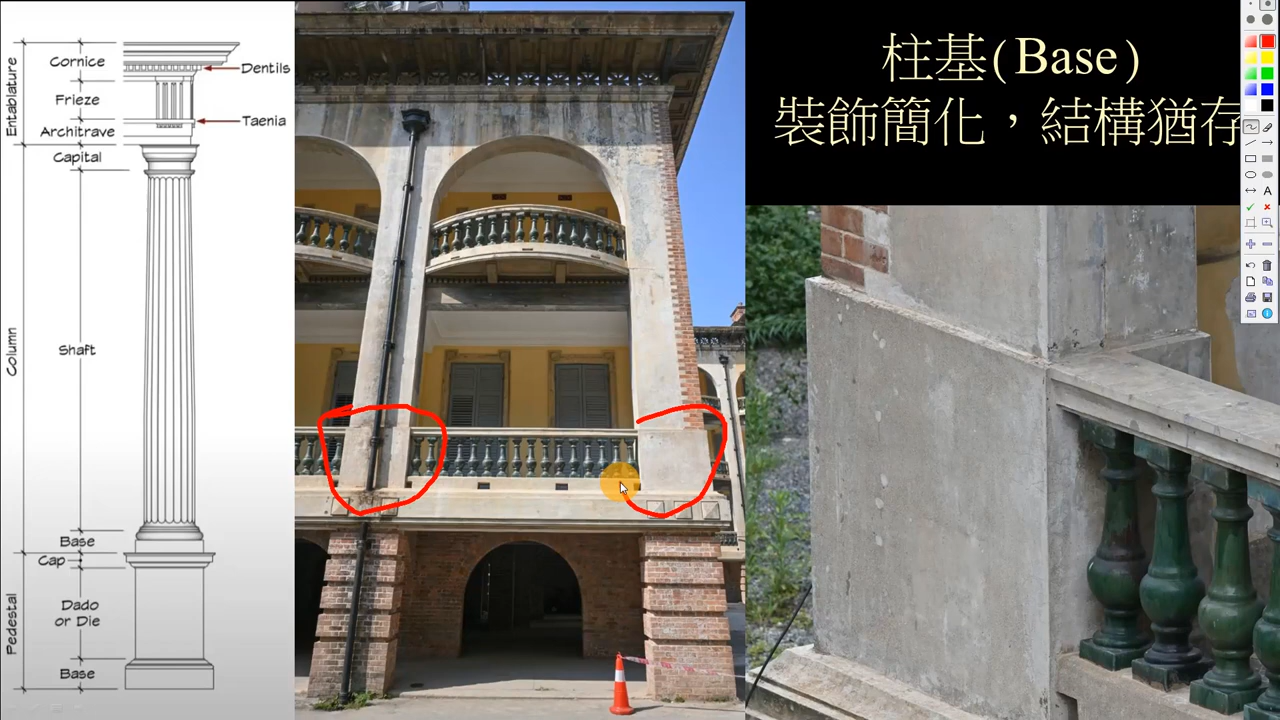 Entablature
Cornice
Dentils
Frieze
Taenia
Architrave
Capital
Column
Shaft
Base
Cap
Pedestal
Dado
or Die
Base
柱基(Base)
裝飾簡化，結構猶存
A